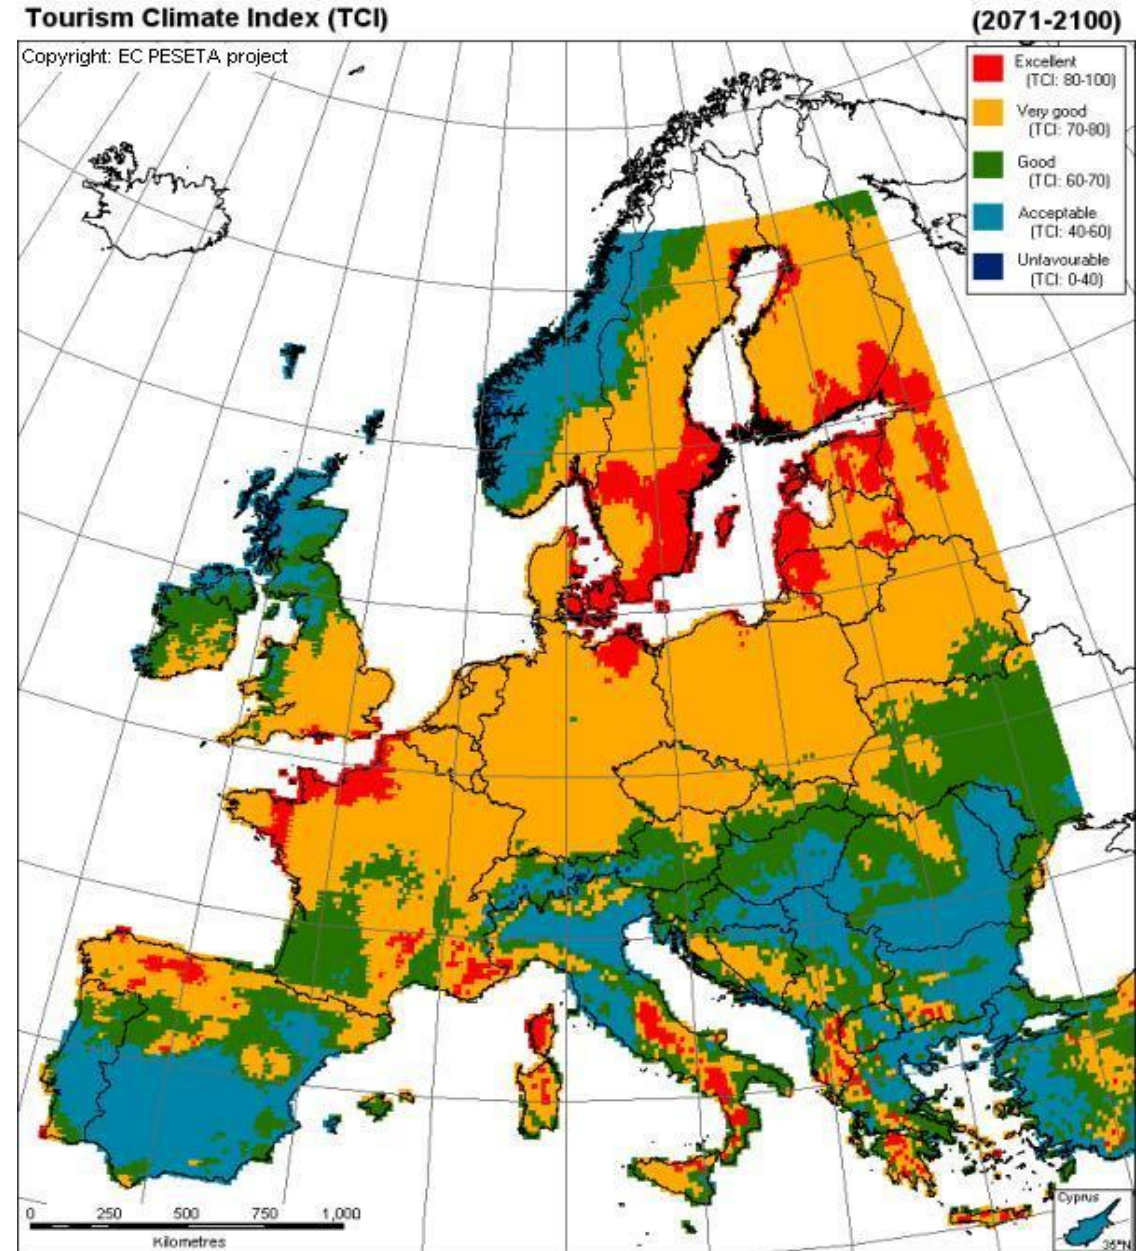 Tourism Climate Index (TCI)
(2071-2100)
Copyright: EC PESETA project
Excellent
(TCI: 80-100)
Very good
(TCI: 70-80)
Good
(TCI: 60-70)
Acceptable
(TCI: 40-60)
Unfavourable
(TCI: 0-40)
0 250 500 750 1,000
Kilometres
Cyprus
35°N